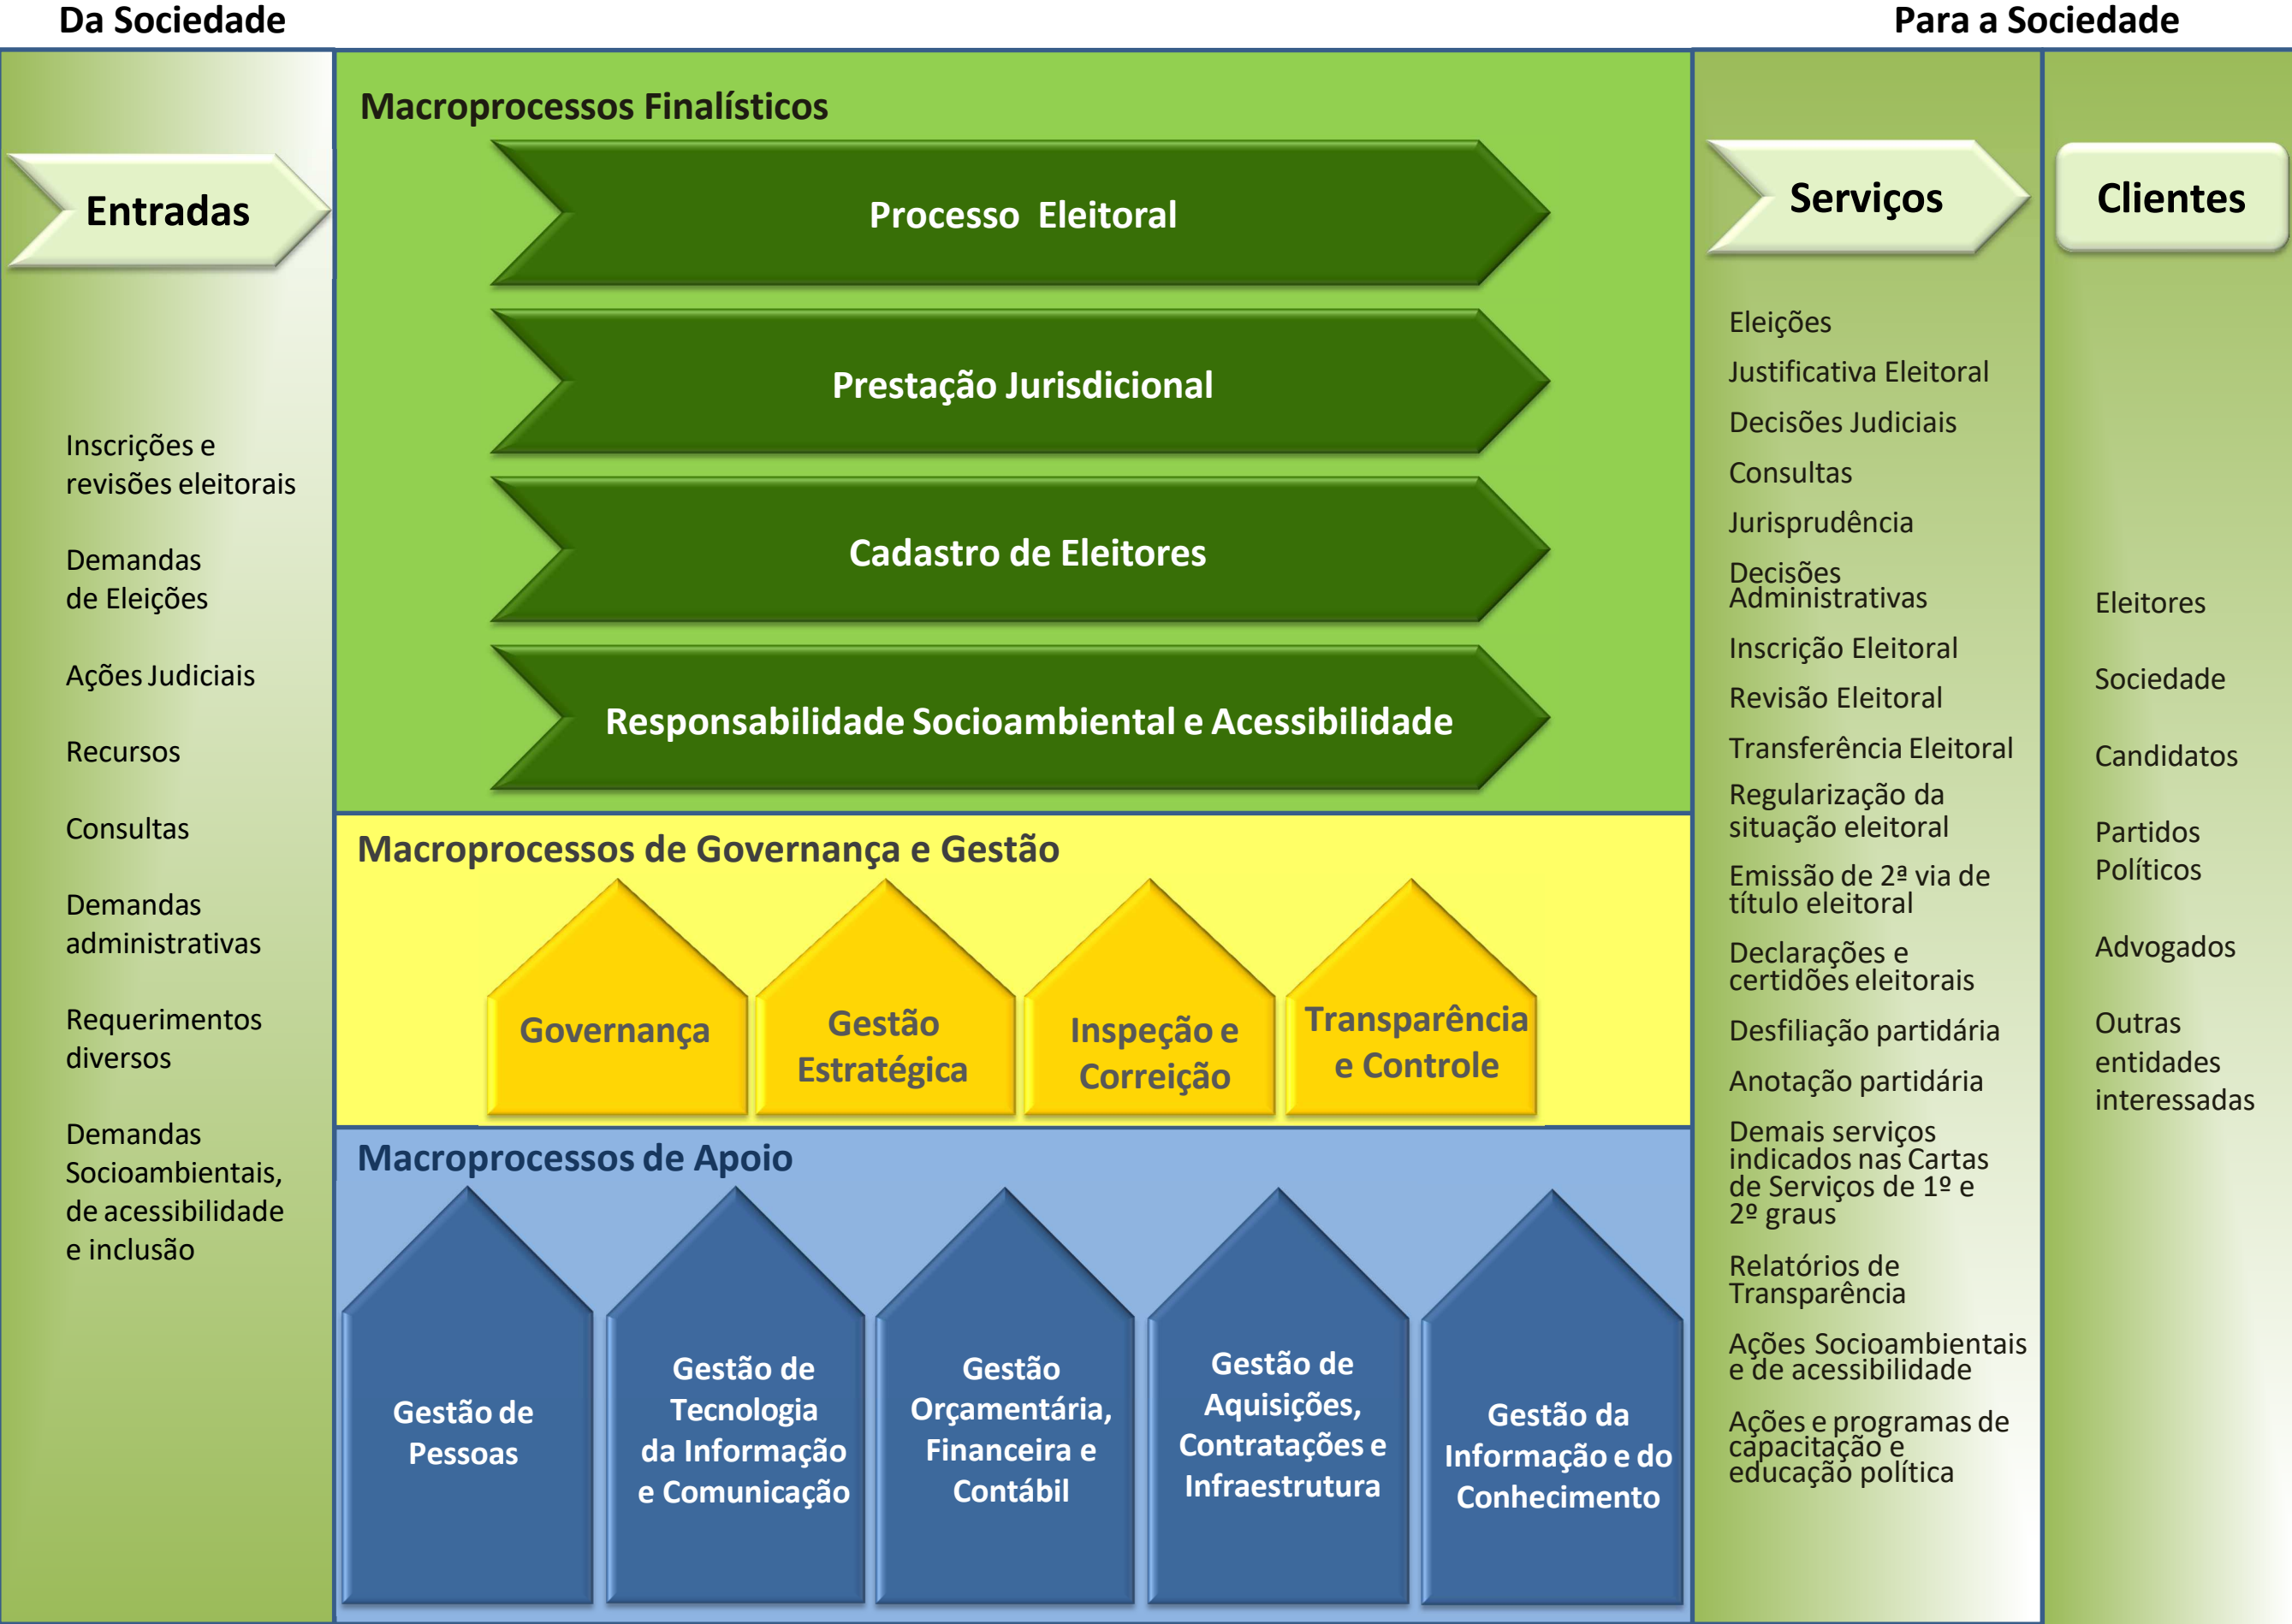 Da Sociedade
Para a Sociedade
Entradas
Inscrições e
revisões eleitorais
Demandas
de Eleições
Ações Judiciais
Recursos
Consultas
Demandas
administrativas
Requerimentos
diversos
Demandas
Socioambientais,
de acessibilidade
e inclusão
Macroprocessos Finalísticos
Processo Eleitoral
Prestação Jurisdicional
Cadastro de Eleitores
Responsabilidade Socioambiental e Acessibilidade
Macroprocessos de Governança e Gestão
Governança
Gestão
Estratégica
Inspeção e
Correição
Transparência
e Controle
Macroprocessos de Apoio
Gestão de
Pessoas
Gestão de
Tecnologia
da Informação
e Comunicação
Gestão
Orçamentária,
Financeira e
Contábil
Gestão de
Aquisições,
Contratações e
Infraestrutura
Gestão da
Informação e do
Conhecimento
Serviços
Eleições
Justificativa Eleitoral
Decisões Judiciais
Consultas
Jurisprudência
Decisões
Administrativas
Inscrição Eleitoral
Revisão Eleitoral
Transferência Eleitoral
Regularização da
situação eleitoral
Emissão de 2ª via de
título eleitoral
Declarações e
certidões eleitorais
Desfiliação partidária
Anotação partidária
Demais serviços
indicados nas Cartas
de Serviços de 1º e
2º graus
Relatórios de
Transparência
Ações Socioambientais
e de acessibilidade
Ações e programas de
capacitação e
educação política
Clientes
Eleitores
Sociedade
Candidatos
Partidos
Políticos
Advogados
Outras
entidades
interessadas